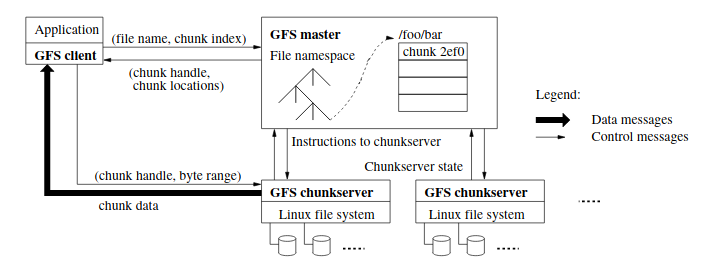 Application
GFS client
(file name, chunk index)
(chunk handle,
chunk locations)
GFS master
File namespace
/foo/bar
chunk 2ef0
Legend:
Data messages
Control messages
Instructions to chunkserver
Chunkserver state
(chunk handle, byte range)
chunk data
GFS chunkserver
Linux file system
GFS chunkserver
Linux file system